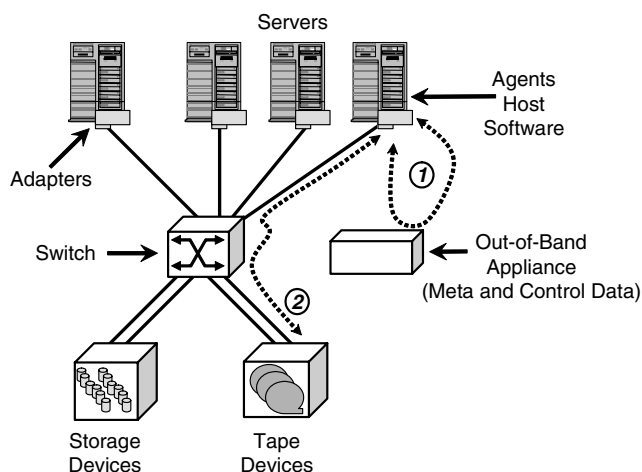 Servers
Agents
Host
Software
Adapters
1
Switch
Out-of-Band
Appliance
(Meta and Control Data)
2
Storage
Devices
Tape
Devices